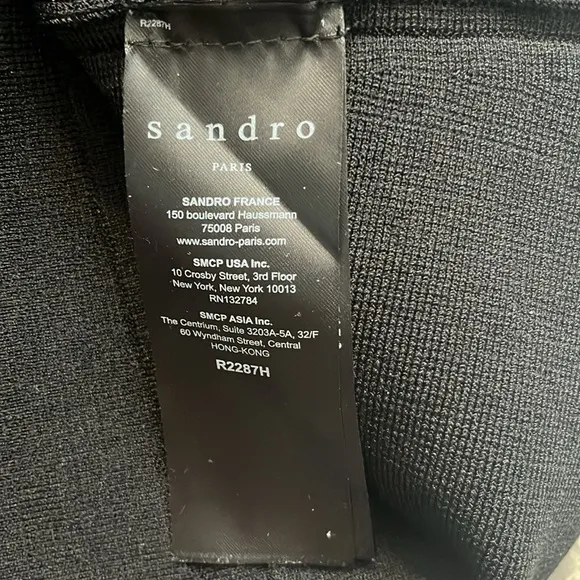 R2287H
sandro
PARIS
SANDRO FRANCE
150 boulevard Haussmann
75008 Paris
www.sandro-paris.com
SMCP USA Inc.
10 Crosby Street, 3rd Floor
New York, New York 10013
RN132784
SMCP ASIA Inc.
The Centrium, Suite 3203A-5A, 32/F
60 Wyndham Street, Central
HONG-KONG
R2287H